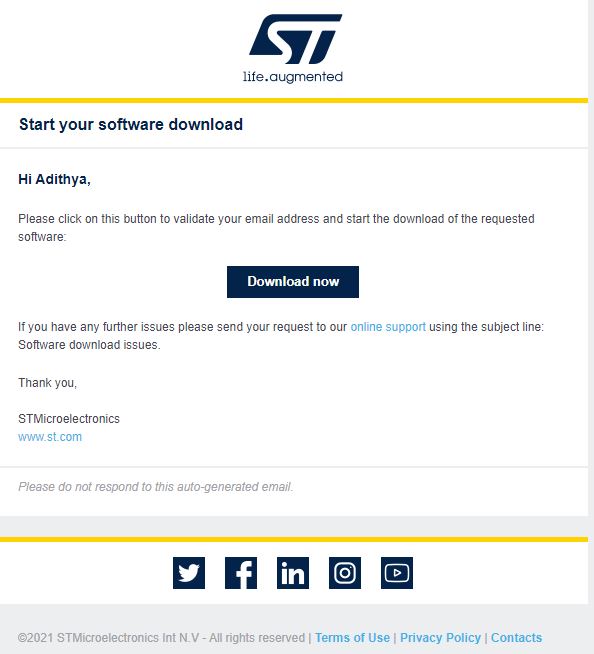 ST
life.augmented
Start your software download
Hi Adithya,
Please click on this button to validate your email address and start the download of the requested
software:
Download now
If you have any further issues please send your request to our online support using the subject line:
Software download issues.
Thank you,
STMicroelectronics
www.st.com
Please do not respond to this auto-generated email.
©2021 STMicroelectronics Int N.V - All rights reserved | Terms of Use | Privacy Policy | Contacts